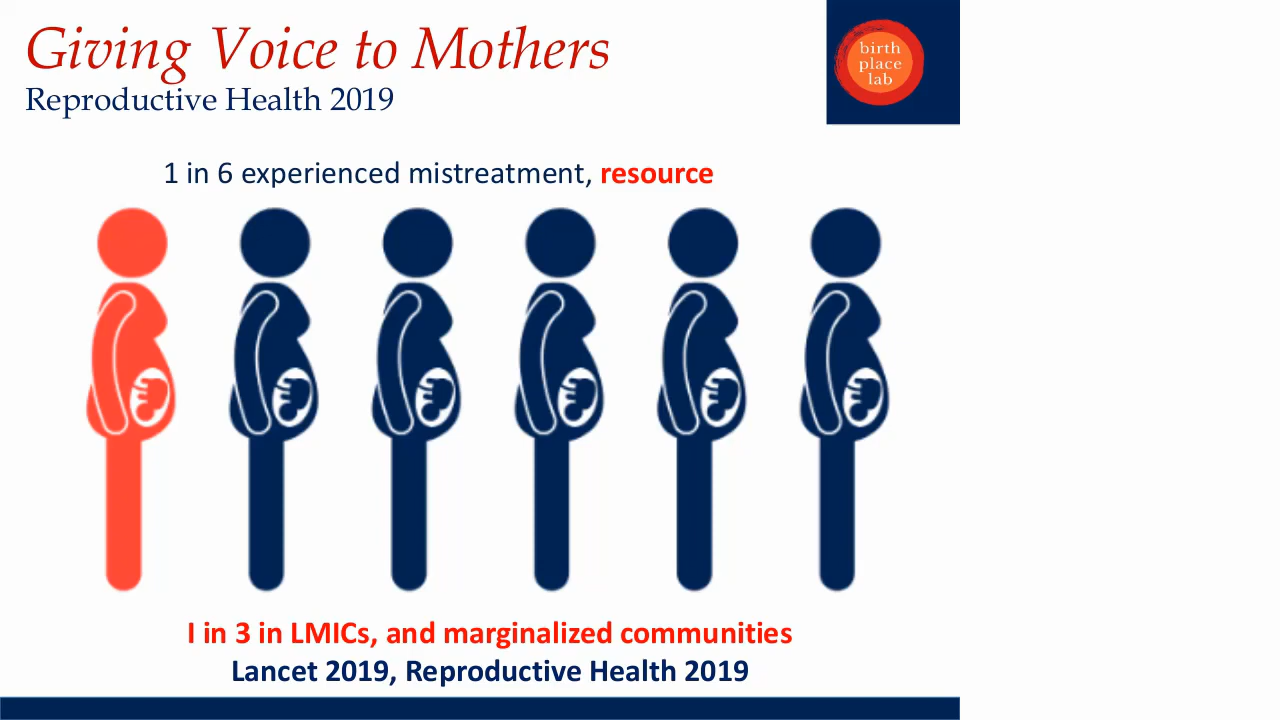 Giving Voice to Mothers
Reproductive Health 2019
birth
place
lab
1 in 6 experienced mistreatment, resource
I in 3 in LMICs, and marginalized communities
Lancet 2019, Reproductive Health 2019